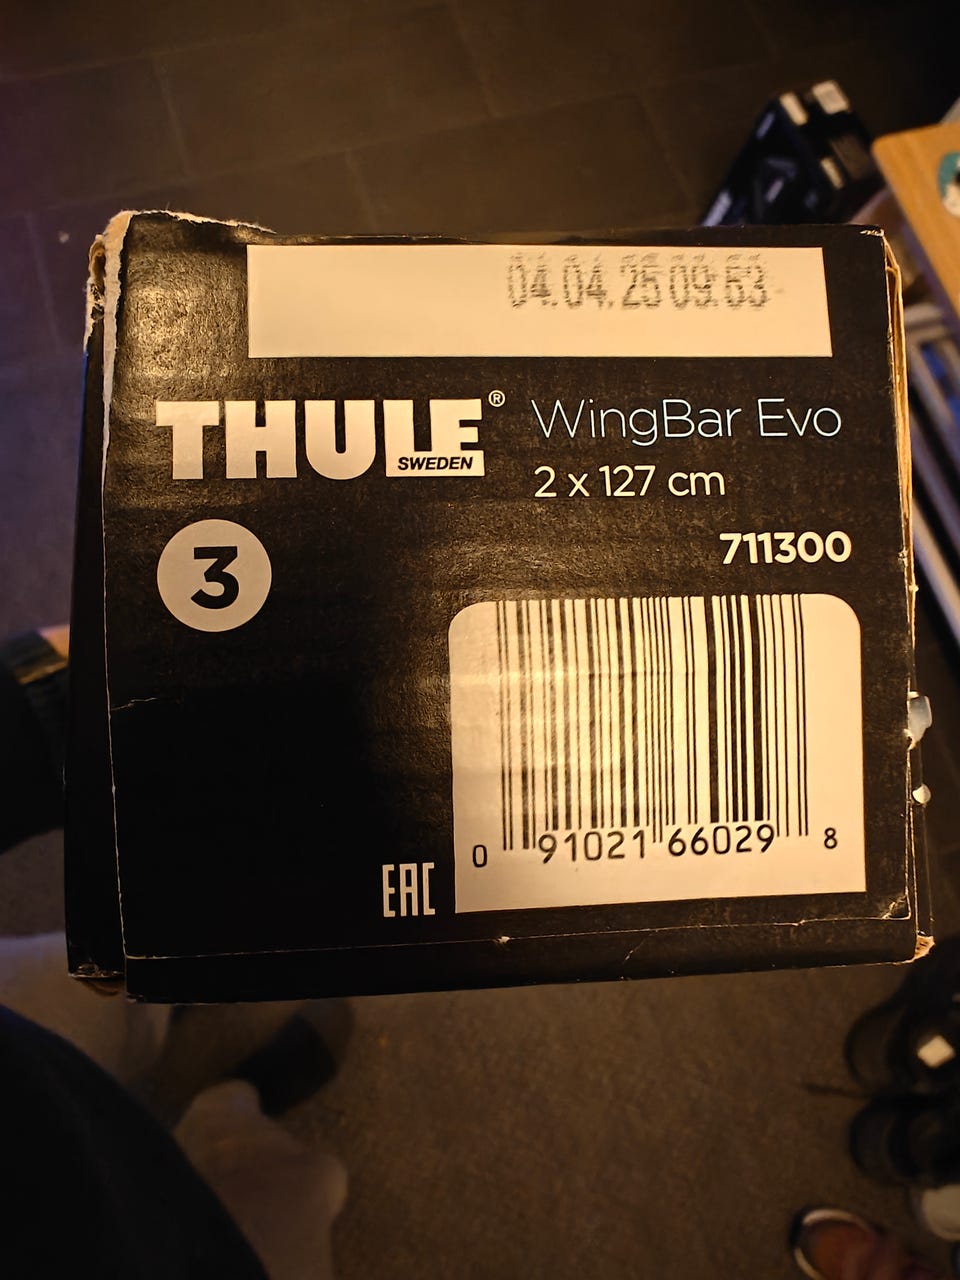 04.04.25 09:53
THULE® WingBar Evo
SWEDEN
2 x 127 cm
711300
3
0 91021 66029 8
EAC